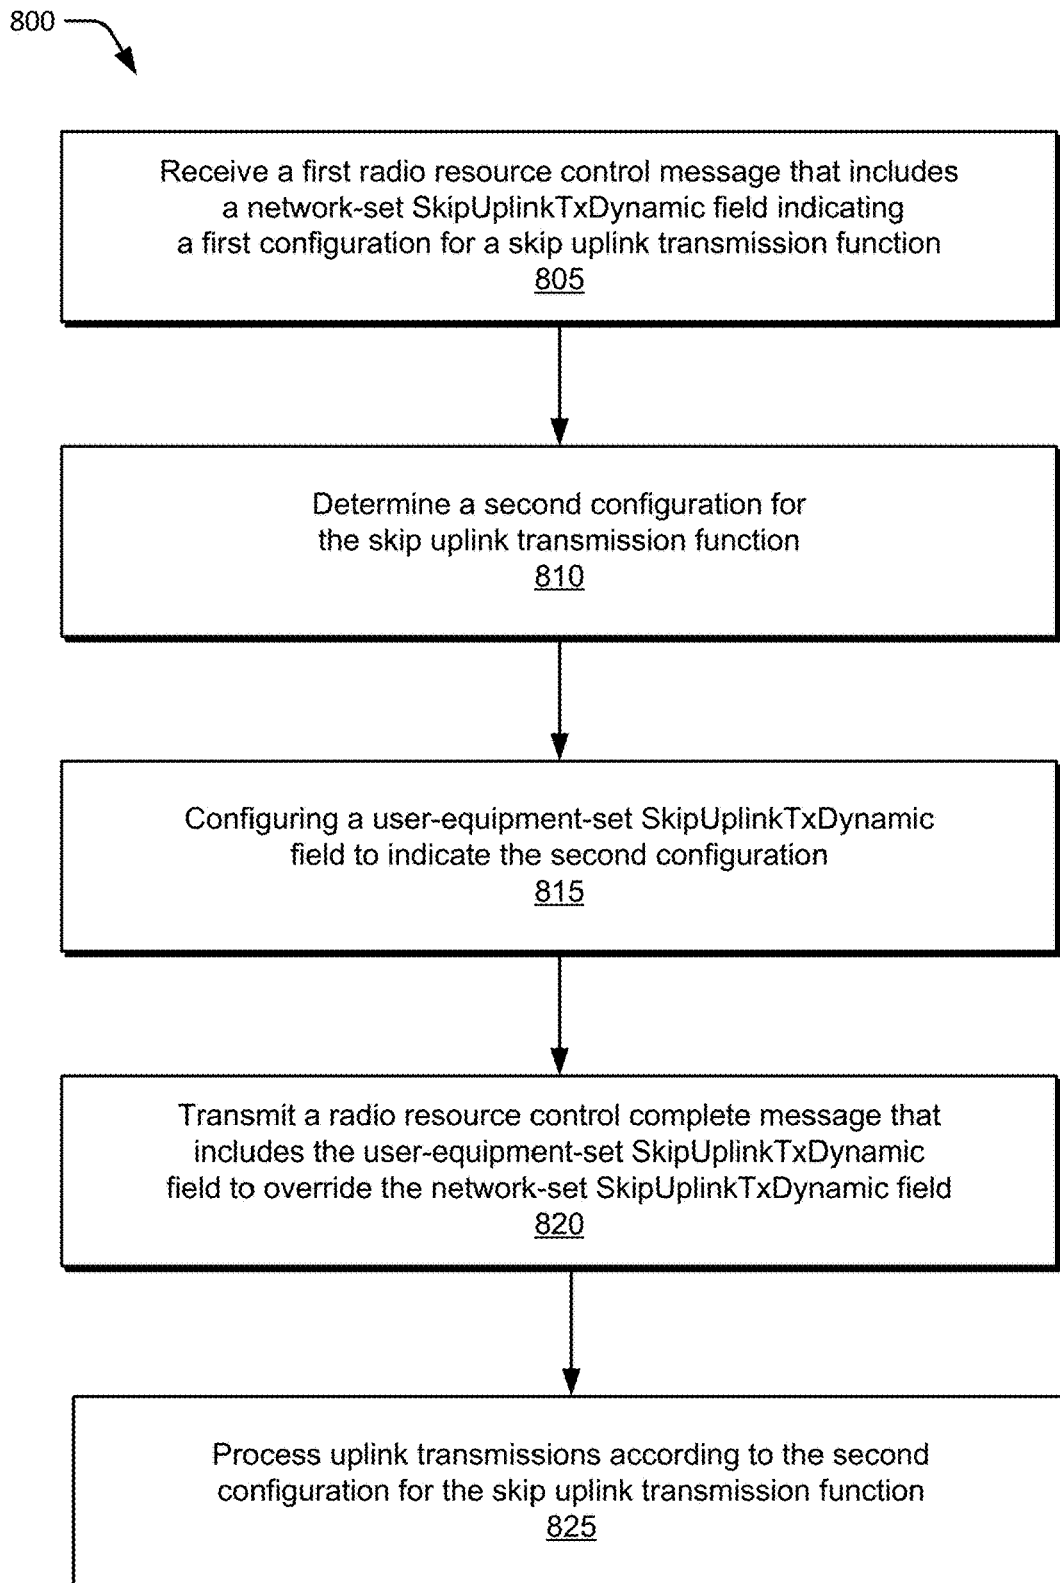 800
Receive a first radio resource control message that includes
a network-set SkipUplinkTxDynamic field indicating
a first configuration for a skip uplink transmission function
805
Determine a second configuration for
the skip uplink transmission function
810
Configuring a user-equipment-set SkipUplinkTxDynamic
field to indicate the second configuration
815
Transmit a radio resource control complete message that
includes the user-equipment-set SkipUplinkTxDynamic
field to override the network-set SkipUplinkTxDynamic field
820
Process uplink transmissions according to the second
configuration for the skip uplink transmission function
825